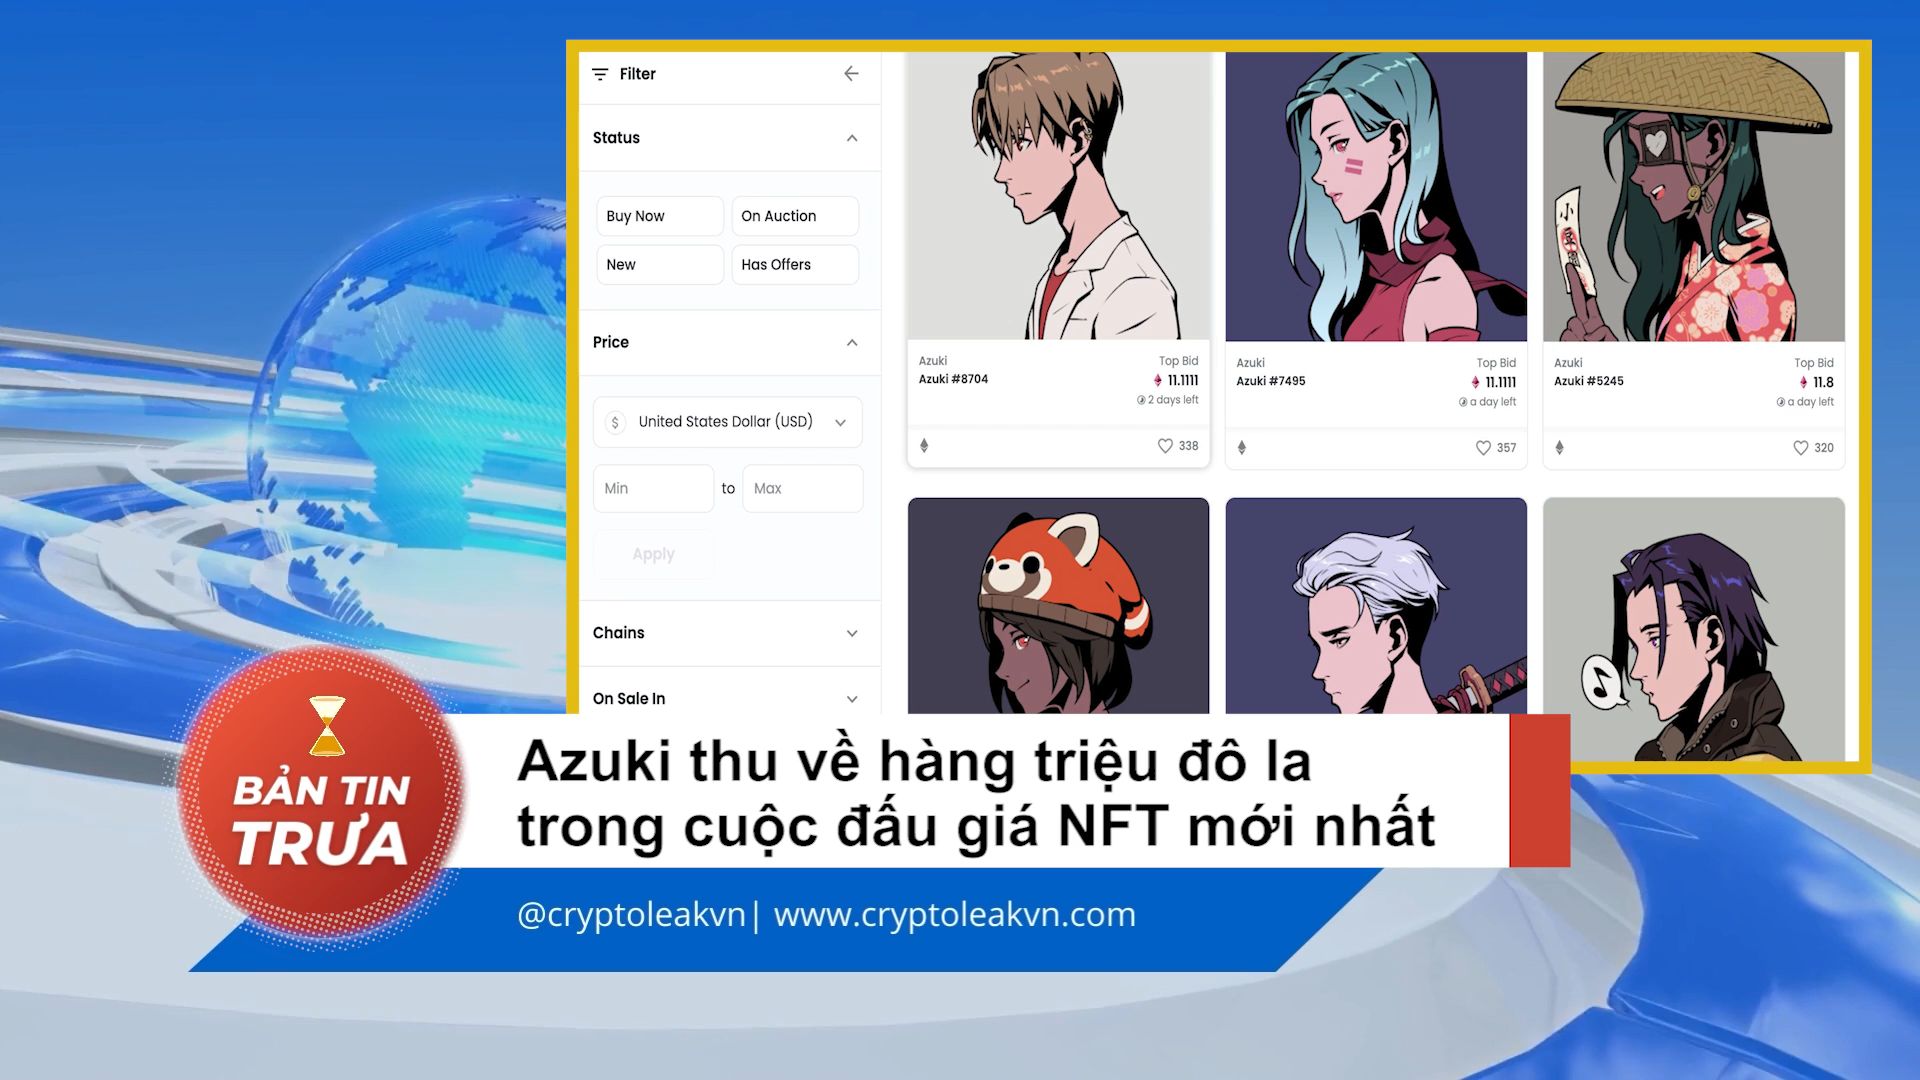 Filter
Status
Buy Now
On Auction
New
Has Offers
Price
$ United States Dollar (USD)
Min to Max
Apply
Chains
On Sale In
Azuki Top Bid
Azuki #8704 11.1111
2 days left
338
Azuki Top Bid
Azuki #7495 11.1111
a day left
357
Azuki Top Bid
Azuki #5245 11.8
a day left
320
BẢN TIN
TRƯA
Azuki thu về hàng triệu đô la
trong cuộc đấu giá NFT mới nhất
@cryptoleakvn| www.cryptoleakvn.com